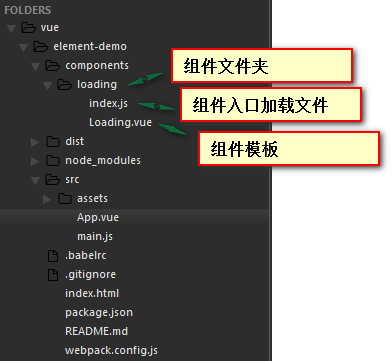 FOLDERS
vue
element-demo
components
loading
组件文件夹
index.js
组件入口加载文件
Loading.vue
组件模板
dist
node_modules
src
assets
App.vue
main.js
.babelrc
.gitignore
index.html
package.json
README.md
webpack.config.js